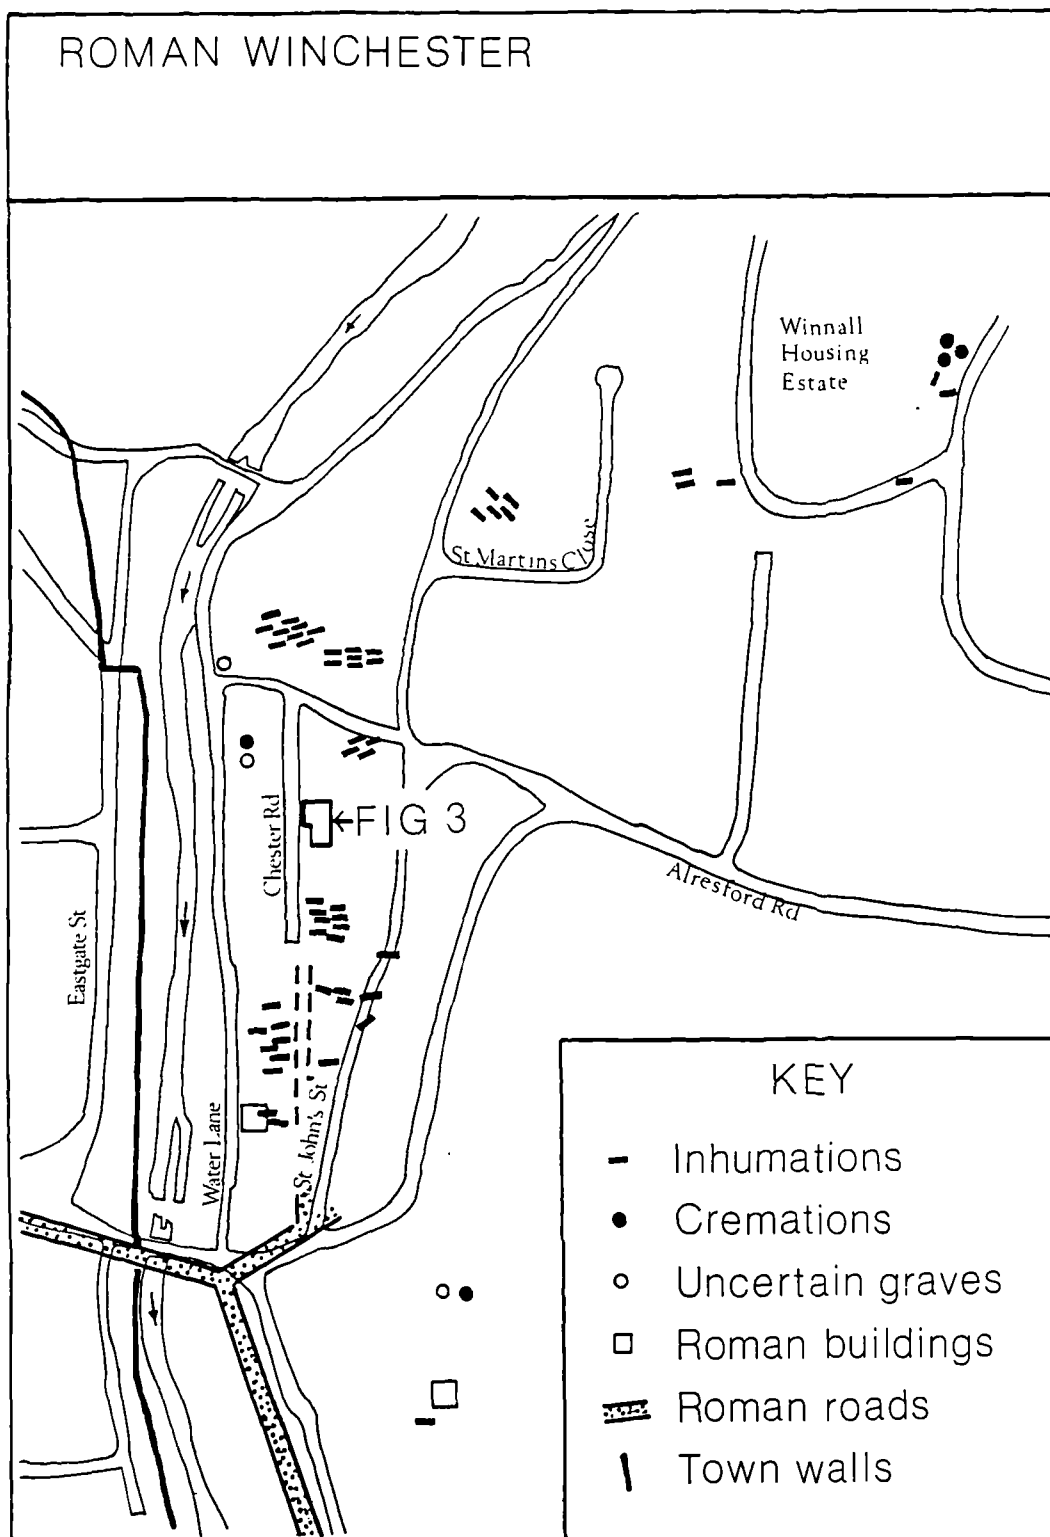 ROMAN WINCHESTER
Winnall
Housing
Estate
St Martins Close
Chester Rd
FIG 3
Alresford Rd
Eastgate St
Water Lane
St John's St
KEY
Inhumations
Cremations
Uncertain graves
Roman buildings
Roman roads
Town walls